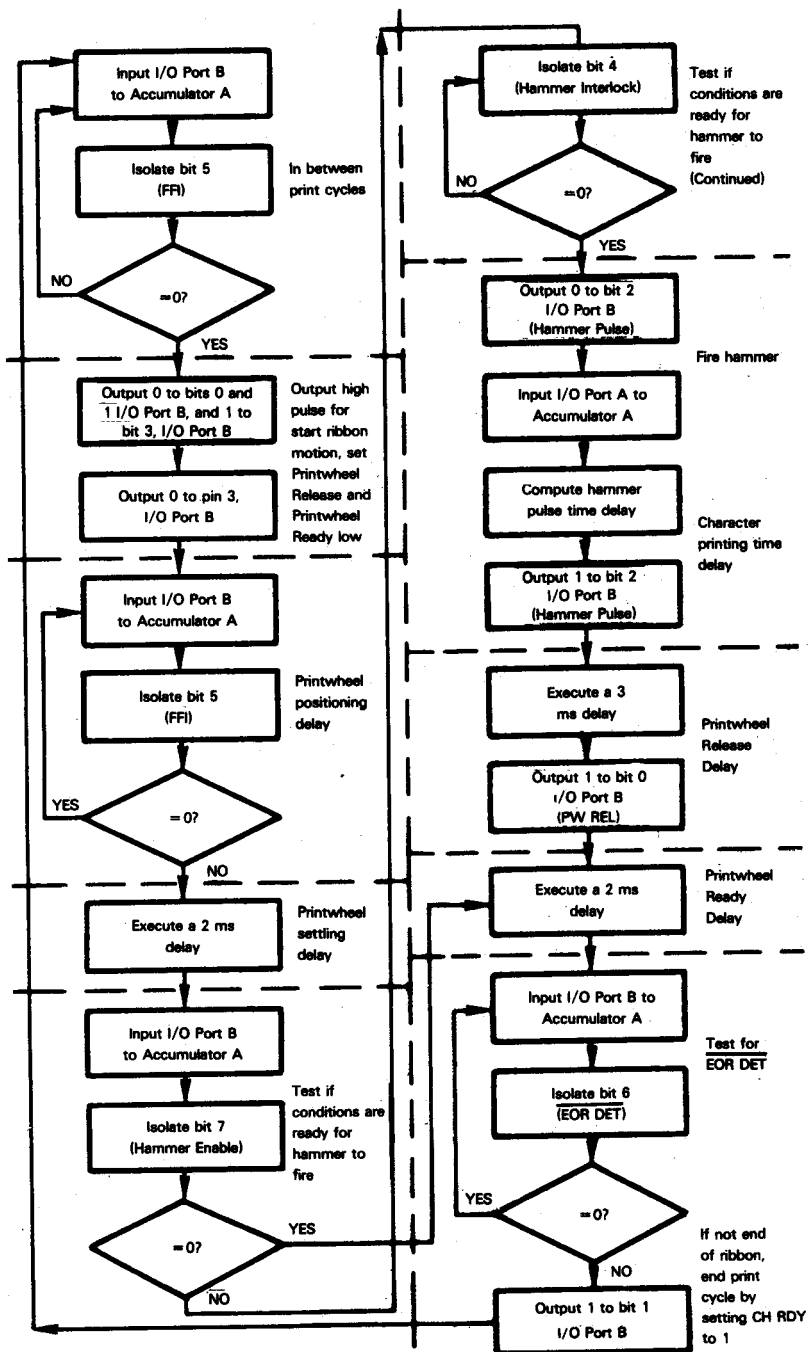 Input I/O Port B
to Accumulator A
Isolate bit 5
(FFI)
In between
print cycles
NO
=0?
YES
Output 0 to bits 0 and
1 I/O Port B, and 1 to
bit 3, I/O Port B
Output 0 to pin 3,
I/O Port B
Output high
pulse for
start ribbon
motion, set
Printwheel
Release and
Printwheel
Ready low
Input I/O Port B
to Accumulator A
Isolate bit 5
(FFI)
Printwheel
positioning
delay
YES
=0?
NO
Execute a 2 ms
delay
Printwheel
settling
delay
Input I/O Port B
to Accumulator A
Isolate bit 7
(Hammer Enable)
Test if
conditions are
ready for
hammer to
fire
YES
=0?
NO
Isolate bit 4
(Hammer Interlock)
Test if
conditions are
ready for
hammer to
fire
(Continued)
NO
=0?
YES
Output 0 to bit 2
I/O Port B
(Hammer Pulse)
Fire hammer
Input I/O Port A to
Accumulator A
Compute hammer
pulse time delay
Character
printing time
delay
Output 1 to bit 2
I/O Port B
(Hammer Pulse)
Execute a 3
ms delay
Printwheel
Release
Delay
Output 1 to bit 0
I/O Port B
(PW REL)
Execute a 2 ms
delay
Printwheel
Ready
Delay
Input I/O Port B to
Accumulator A
Test for
EOR DET
Isolate bit 6
(EOR DET)
YES
=0?
NO
If not end
of ribbon,
end print
cycle by
setting CH RDY
to 1
Output 1 to bit 1
I/O Port B